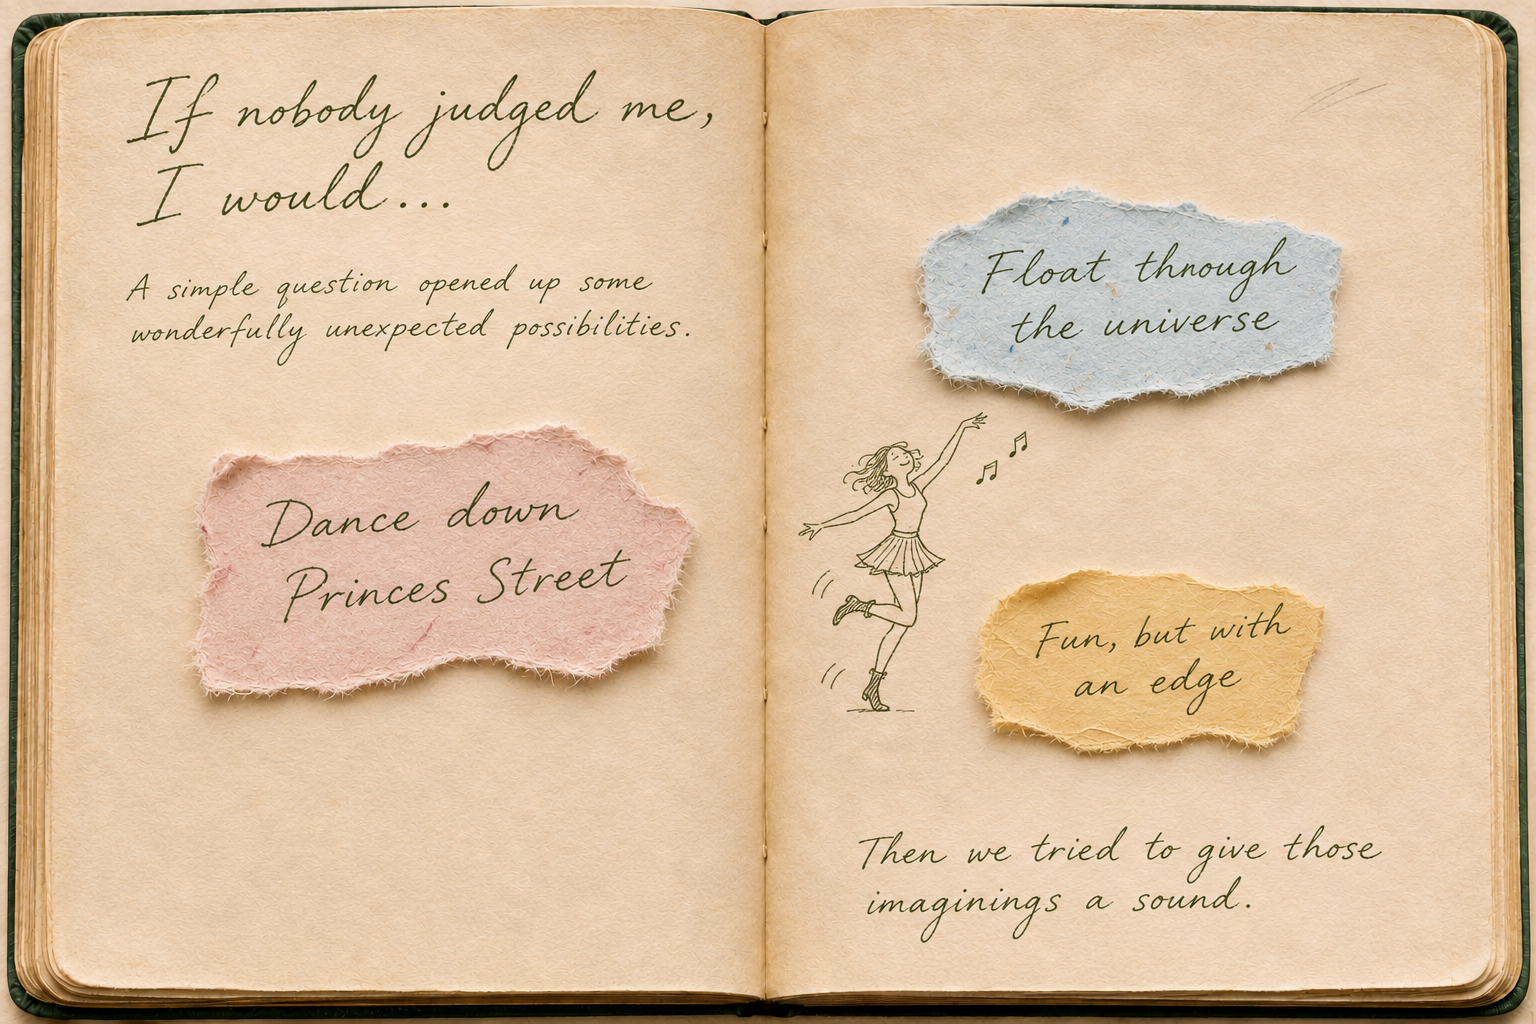 If nobody judged me,
I would...
A simple question opened up some
wonderfully unexpected possibilities.
Dance down
Princes Street
Float thnough
the universe
Fun, but with
an edge
Then we tried to give those
imaginings a sound.